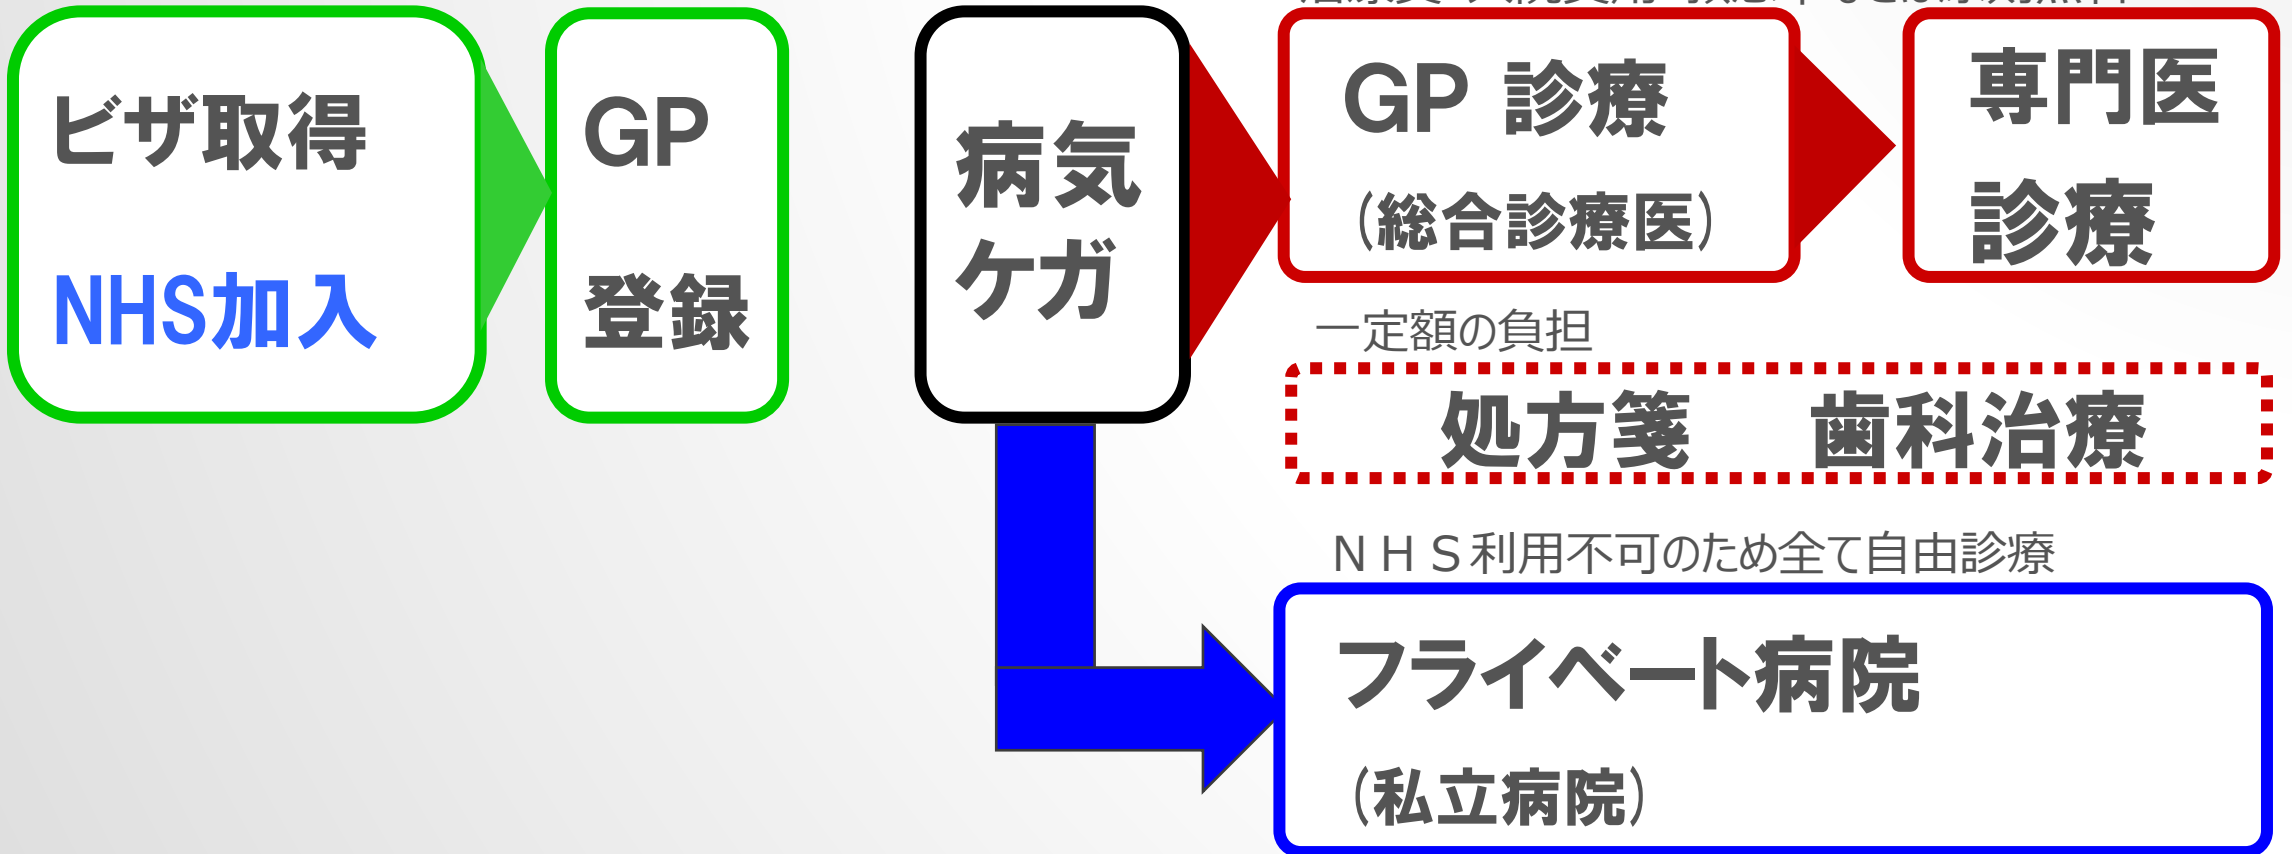 ビザ取得
NHS加入
GP
登録
病気
ケガ
GP 診療
(総合診療医)
専門医
診療
一定額の負担
処方箋 歯科治療
ＮＨＳ利用不可のため全て自由診療
フライベート病院
(私立病院)